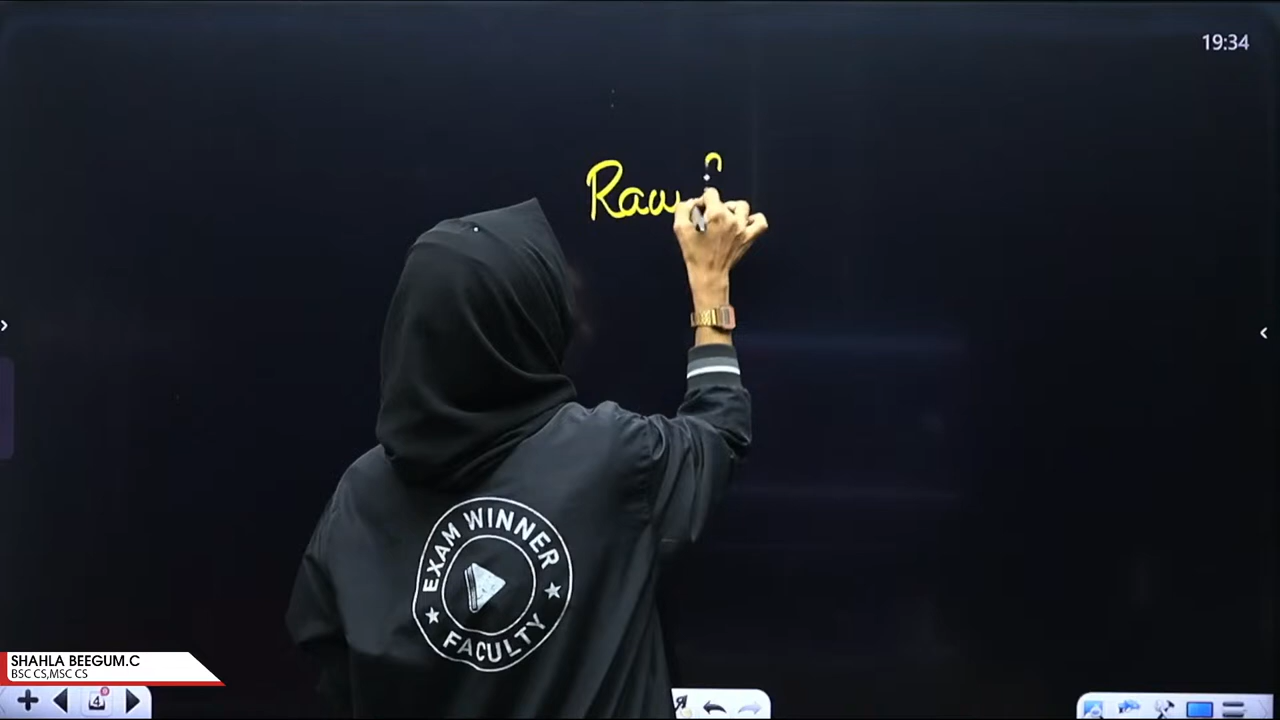 19:34
Raw
EXAM WINNER
FACULTY
SHAHLA BEEGUM.C
BSC CS,MSC CS
4